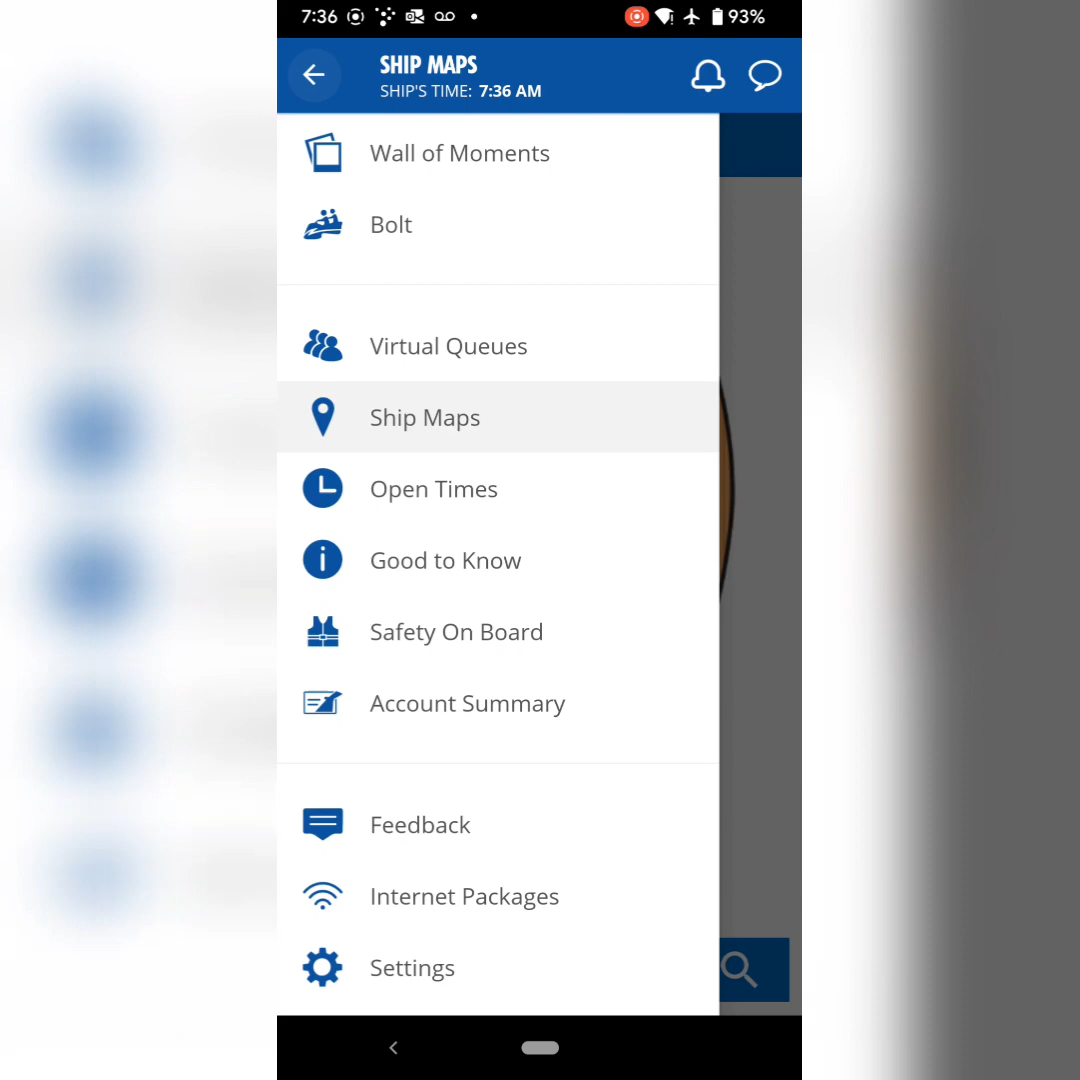 7:36
93%
SHIP MAPS
SHIP'S TIME: 7:36 AM
Wall of Moments
Bolt
Virtual Queues
Ship Maps
Open Times
Good to Know
Safety On Board
Account Summary
Feedback
Internet Packages
Settings